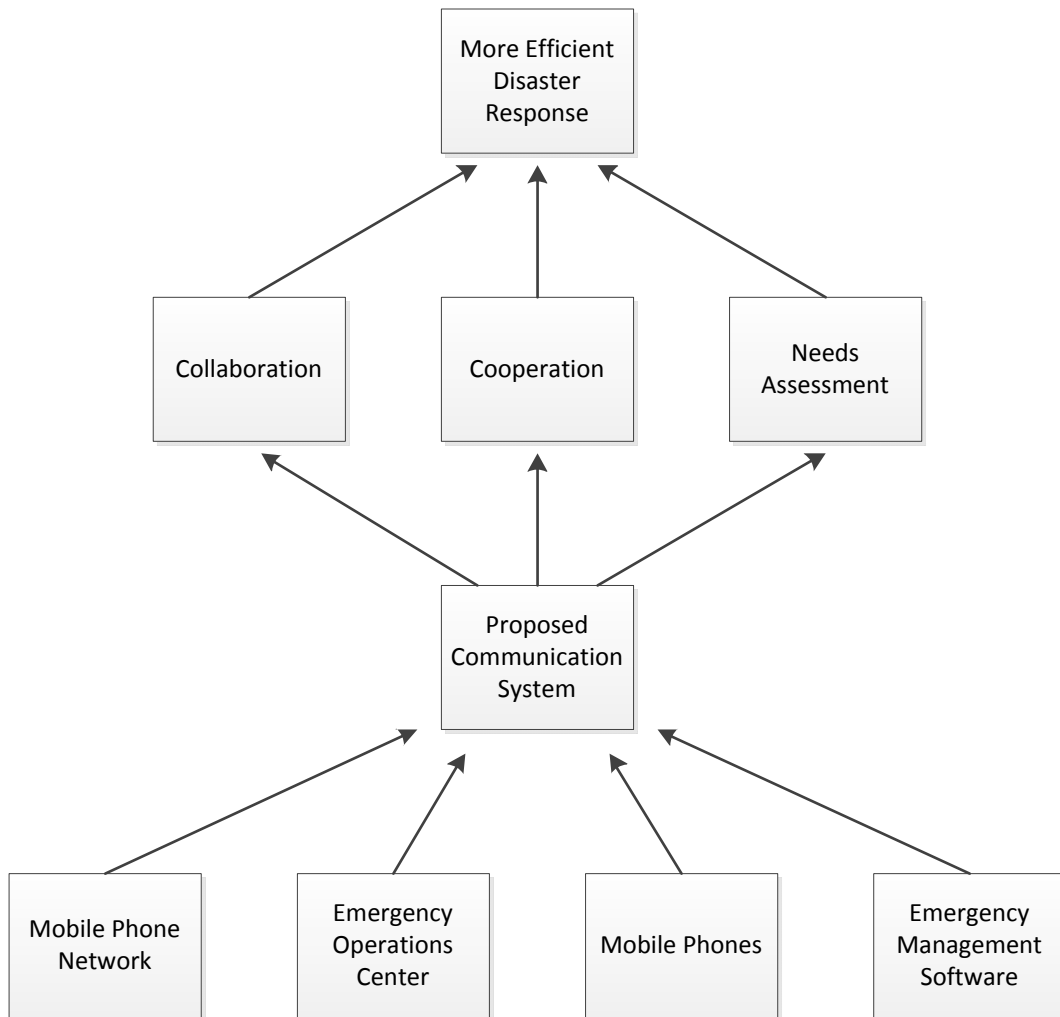 More Efficient
Disaster
Response
Collaboration
Cooperation
Needs
Assessment
Proposed
Communication
System
Mobile Phone
Network
Emergency
Operations
Center
Mobile Phones
Emergency
Management
Software